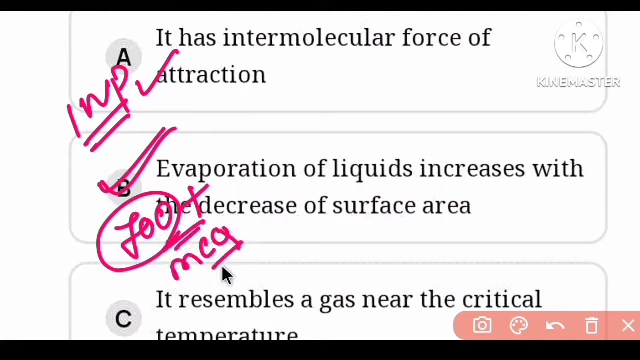 It has intermolecular force of
A
attraction
IMP
K
KINEMASTER
Evaporation of liquids increases with
B
the decrease of surface area
700+
mcq
It resembles a gas near the critical
C
temperature